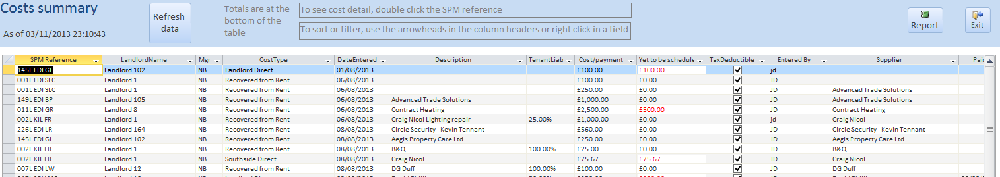 Costs summary
As of 03/11/2013 23:10:43
Refresh
data
Totals are at the
bottom of the
table
To see cost detail, double click the SPM reference
To sort or filter, use the arrowheads in the column headers or right click in a field
Report
Exit
SPM Reference LandlordName Mgr CostType DateEntered Description TenantLiab Cost/payment Yet to be schedule TaxDeductible Entered By Supplier Paid
145L EDI GL Landlord 102 NB Landlord Direct 01/08/2013 £100.00 £100.00 jd
001L EDI SLC Landlord 1 NB Recovered from Rent 06/08/2013 £100.00 £0.00 JD
001L EDI SLC Landlord 1 NB Recovered from Rent 06/08/2013 £250.00 £0.00 JD Advanced Trade Solutions
149L EDI BP Landlord 105 NB Recovered from Rent 06/08/2013 Advanced Trade Solutions £1,000.00 £0.00 JD Advanced Trade Solutions
011L EDI GR Landlord 8 NB Recovered from Rent 06/08/2013 Contract Heating £2,500.00 £500.00 JD Contract Heating
002L KIL FR Landlord 1 NB Recovered from Rent 06/08/2013 Craig Nicol Lighting repair 25.00% £1,000.00 £0.00 jd Craig Nicol
226L EDI LR Landlord 164 NB Recovered from Rent 08/08/2013 Circle Security - Kevin Tennant £560.00 £0.00 JD Circle Security - Kevin Tennant
145L EDI GL Landlord 102 NB Recovered from Rent 08/08/2013 Aegis Property Care Ltd £250.00 £0.00 JD Aegis Property Care Ltd
002L KIL FR Landlord 1 NB Recovered from Rent 08/08/2013 B&Q 100.00% £25.00 £0.00 JD B&Q
002L KIL FR Landlord 1 NB Southside Direct 08/08/2013 Craig Nicol £75.67 £75.67 JD Craig Nicol
007L EDI LW Landlord 12 NB Recovered from Rent 08/08/2013 DG Duff 100.00% £100.00 £0.00 JD DG Duff